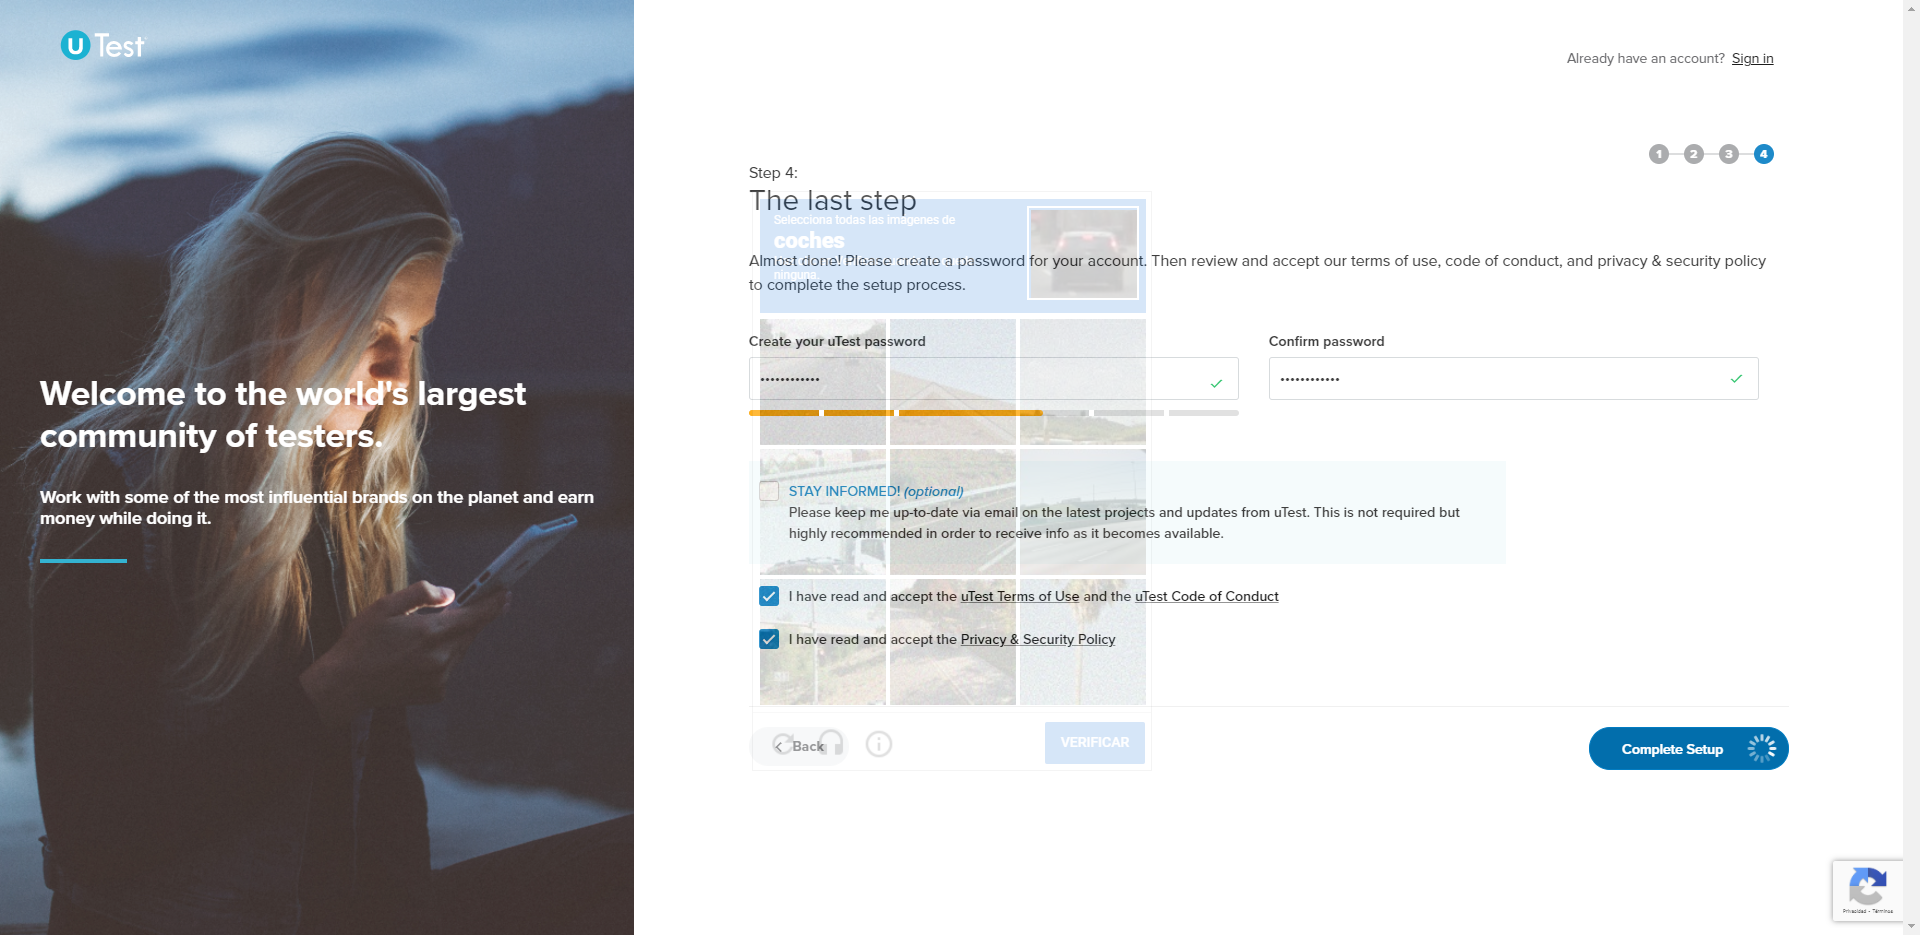 U Test
Welcome to the world's largest
community of testers.
Work with some of the most influential brands on the planet and earn
money while doing it.
Already have an account? Sign in
1 2 3 4
Step 4:
The last step
Selecciona todas las imágenes de
coches
ninguna.
Almost done! Please create a password for your account. Then review and accept our terms of use, code of conduct, and privacy & security policy
to complete the setup process.
Create your uTest password
Confirm password
STAY INFORMED! (optional)
Please keep me up-to-date via email on the latest projects and updates from uTest. This is not required but
highly recommended in order to receive info as it becomes available.
I have read and accept the uTest Terms of Use and the uTest Code of Conduct
I have read and accept the Privacy & Security Policy
Back
VERIFICAR
Complete Setup
Privacidad - Términos